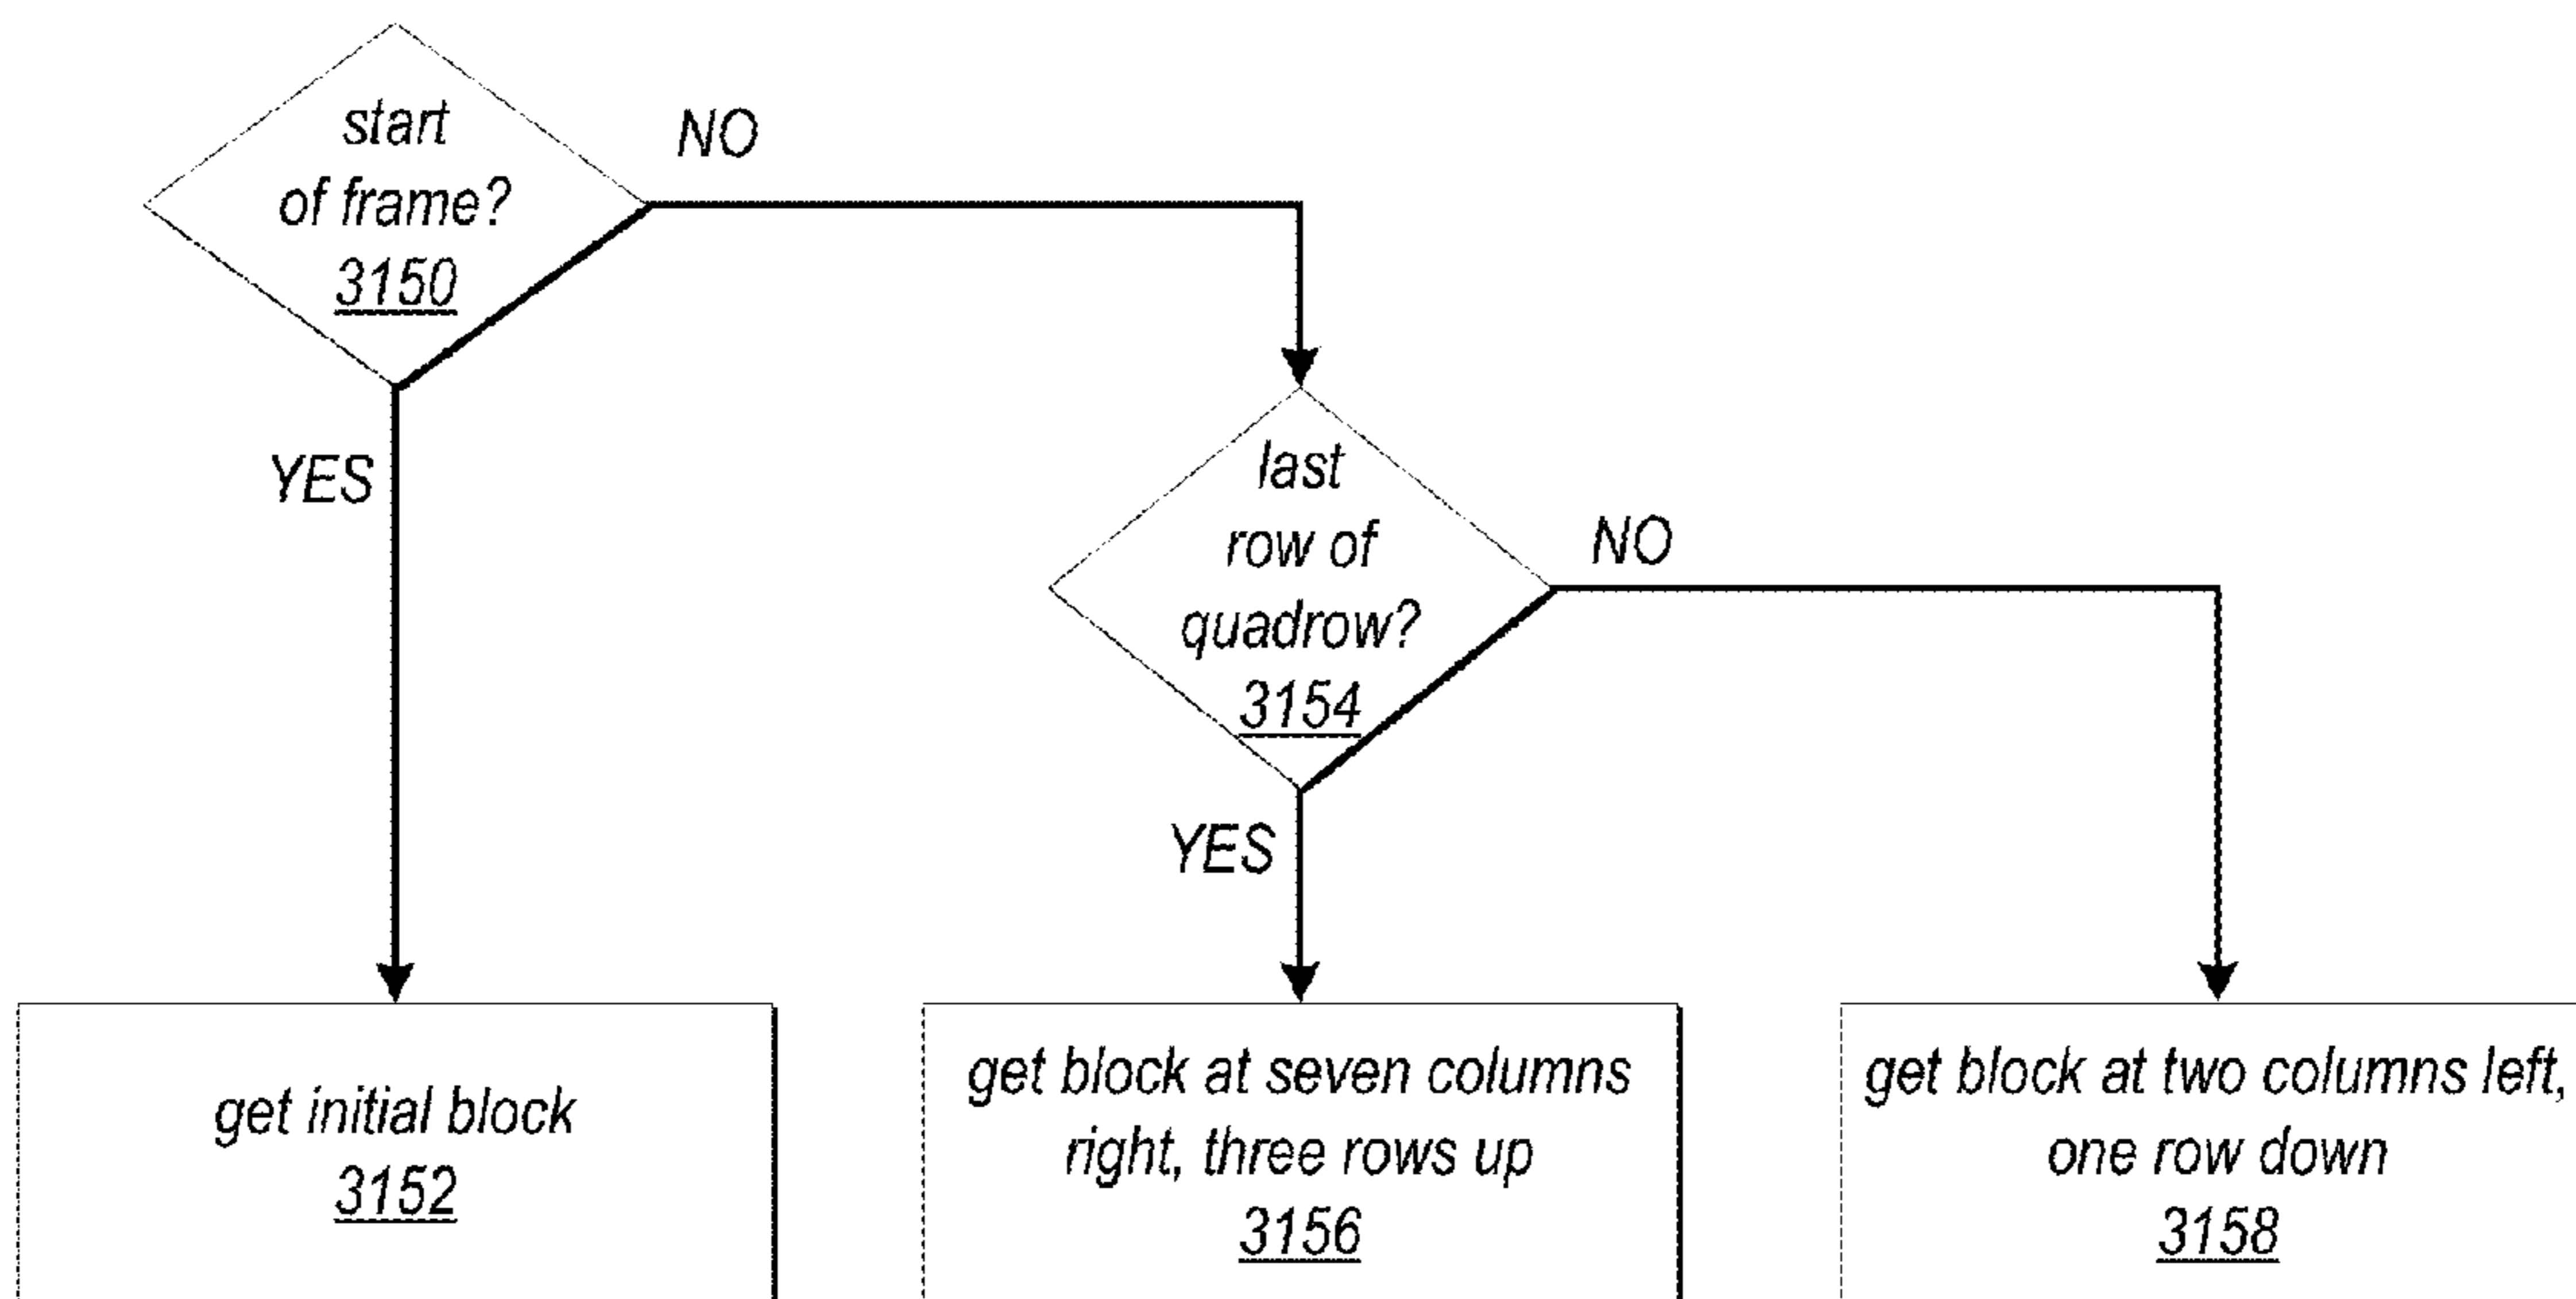 start
of frame?
3150
NO
YES
last
row of
quadrow?
3154
NO
YES
get initial block
3152
get block at seven columns
right, three rows up
3156
get block at two columns left,
one row down
3158